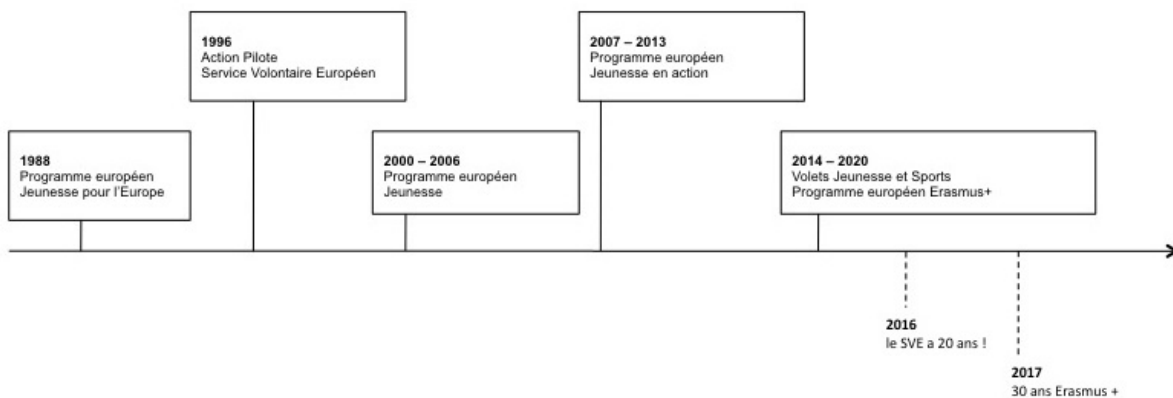 1988
Programme européen
Jeunesse pour l'Europe
1996
Action Pilote
Service Volontaire Européen
2000 – 2006
Programme européen
Jeunesse
2007 – 2013
Programme européen
Jeunesse en action
2014 – 2020
Volets Jeunesse et Sports
Programme européen Erasmus+
2016
le SVE a 20 ans !
2017
30 ans Erasmus +